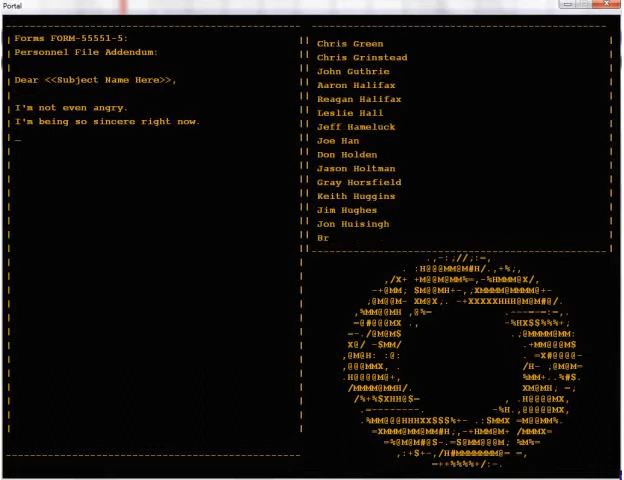 Portal
Forms FORM-55551-5:
Personnel File Addendum:
Dear <<Subject Name Here>>,
I'm not even angry.
I'm being so sincere right now.
_
Chris Green
Chris Grinstead
John Guthrie
Aaron Halifax
Reagan Halifax
Leslie Hall
Jeff Hameluck
Joe Han
Don Holden
Jason Holtman
Gray Horsfield
Keith Huggins
Jim Hughes
Jon Huisingh
Br